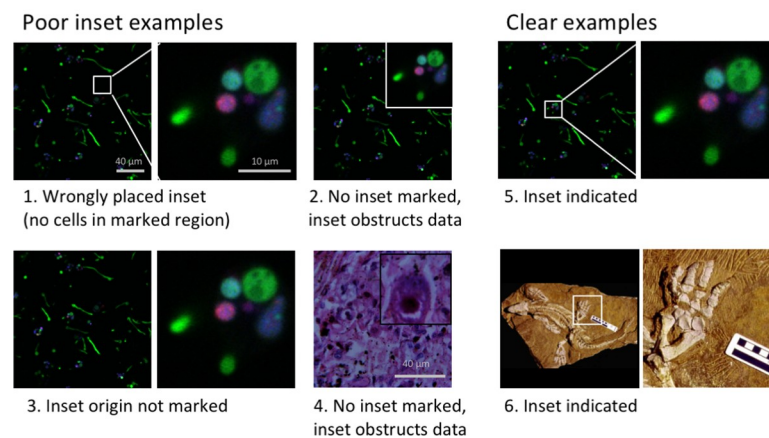 Poor inset examples
Clear examples
40 µm
10 µm
1. Wrongly placed inset
(no cells in marked region)
2. No inset marked,
inset obstructs data
5. Inset indicated
40 µm
3. Inset origin not marked
4. No inset marked,
inset obstructs data
6. Inset indicated